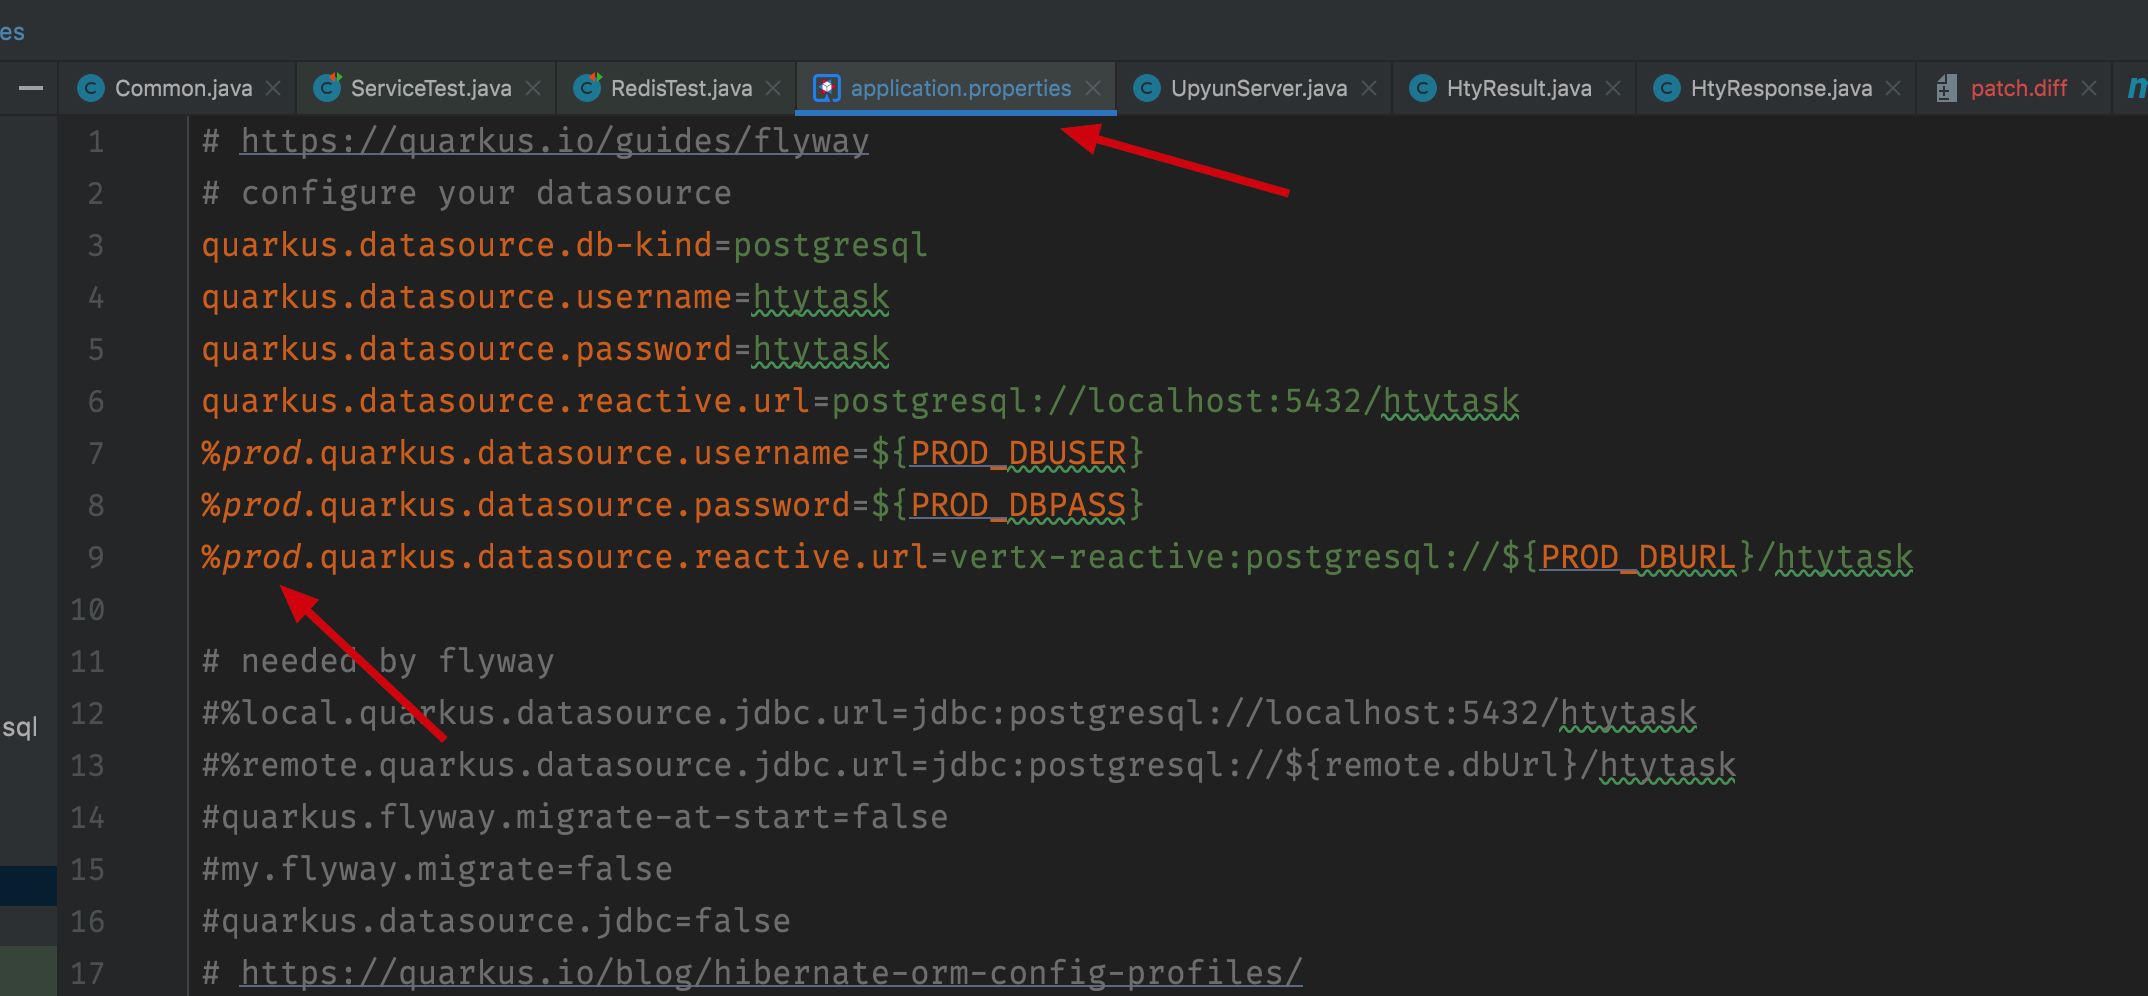 es
Common.java
ServiceTest.java
RedisTest.java
application.properties
UpyunServer.java
HtyResult.java
HtyResponse.java
patch.diff
m
1 # https://quarkus.io/guides/flyway
2 # configure your datasource
3 quarkus.datasource.db-kind=postgresql
4 quarkus.datasource.username=htytask
5 quarkus.datasource.password=htytask
6 quarkus.datasource.reactive.url=postgresql://localhost:5432/htytask
7 %prod.quarkus.datasource.username=${PROD_DBUSER}
8 %prod.quarkus.datasource.password=${PROD_DBPASS}
9 %prod.quarkus.datasource.reactive.url=vertx-reactive:postgresql://${PROD_DBURL}/htytask
10
11 # needed by flyway
12 #%local.quarkus.datasource.jdbc.url=jdbc:postgresql://localhost:5432/htytask
sql
13 #%remote.quarkus.datasource.jdbc.url=jdbc:postgresql://${remote.dbUrl}/htytask
14 #quarkus.flyway.migrate-at-start=false
15 #my.flyway.migrate=false
16 #quarkus.datasource.jdbc=false
17 # https://quarkus.io/blog/hibernate-orm-config-profiles/